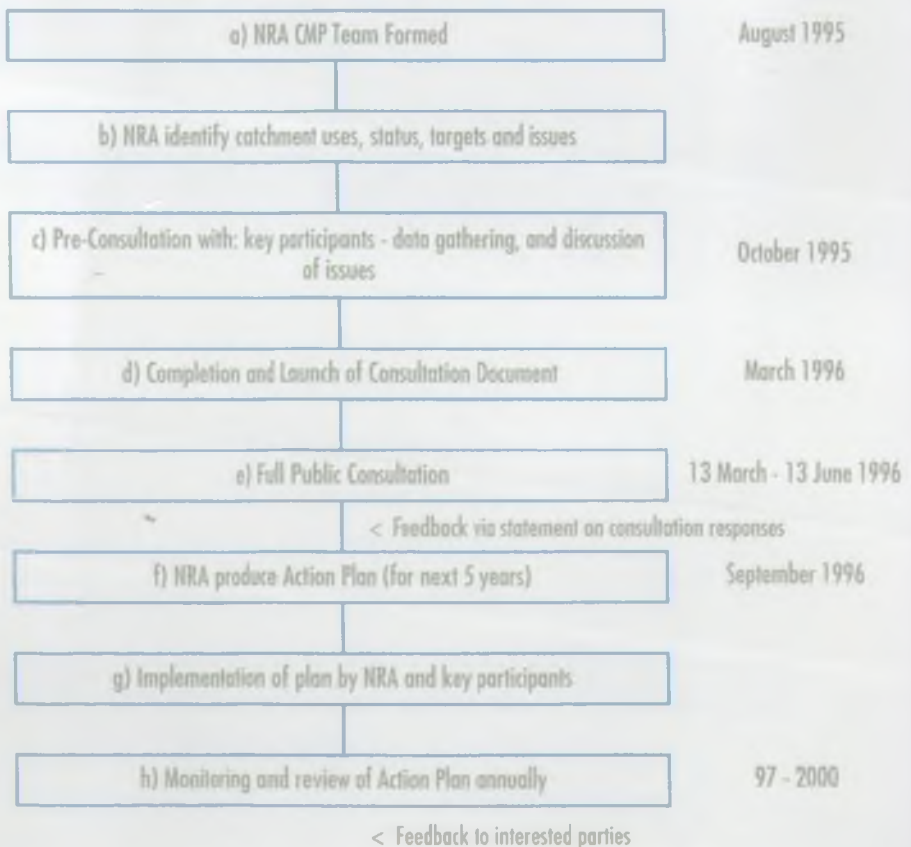 a) NRA CMP Team Formed
August 1995
b) NRA identify catchment uses, status, targets and issues
c) Pre-Consultation with: key participants - data gathering, and discussion
of issues
October 1995
d) Completion and Launch of Consultation Document
March 1996
e) Full Public Consultation
13 March - 13 June 1996
< Feedback via statement on consultation responses
f) NRA produce Action Plan (for next 5 years)
September 1996
g) Implementation of plan by NRA and key participants
h) Monitoring and review of Action Plan annually
97 - 2000
< Feedback to interested parties